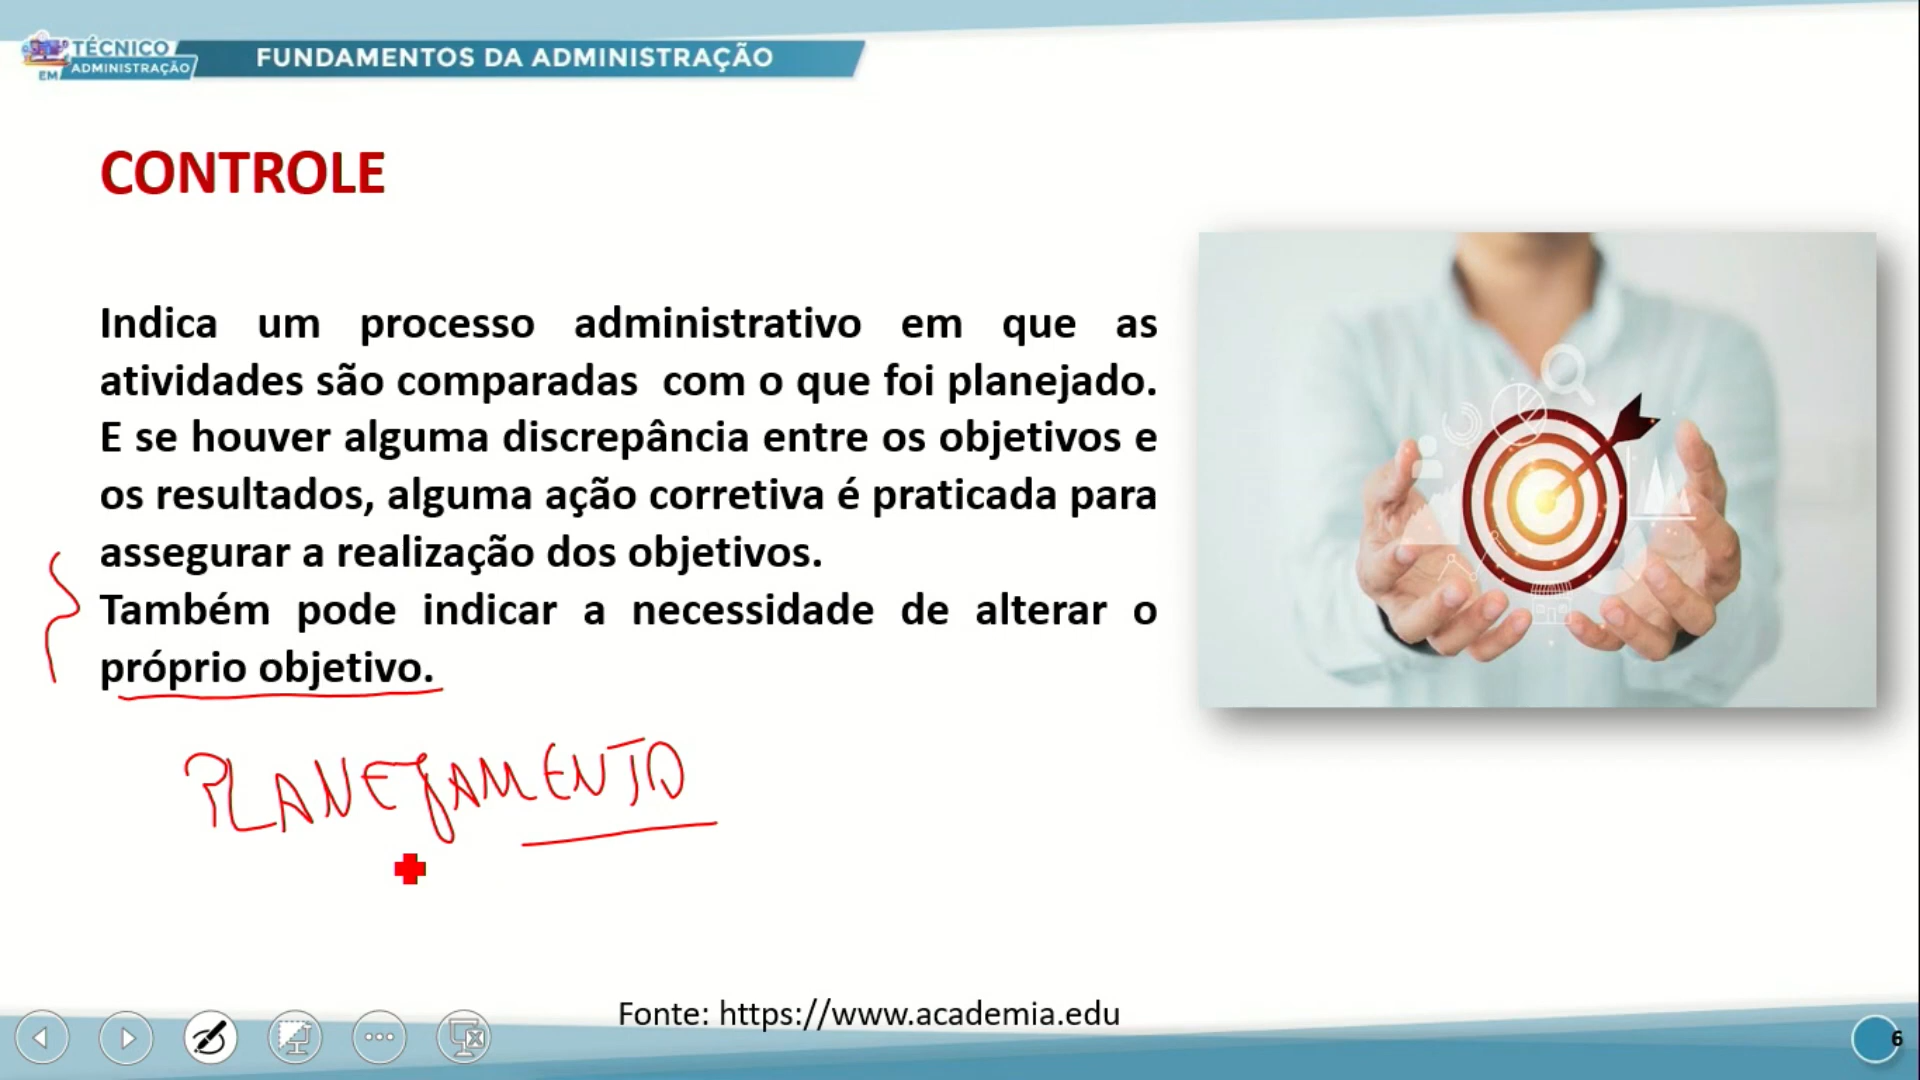 TÉCNICO
EM ADMINISTRAÇÃO
FUNDAMENTOS DA ADMINISTRAÇÃO
CONTROLE
Indica um processo administrativo em que as
atividades são comparadas com o que foi planejado.
E se houver alguma discrepância entre os objetivos e
os resultados, alguma ação corretiva é praticada para
assegurar a realização dos objetivos.
Também pode indicar a necessidade de alterar o
próprio objetivo.
PLANEJAMENTO
Fonte: https://www.academia.edu
6